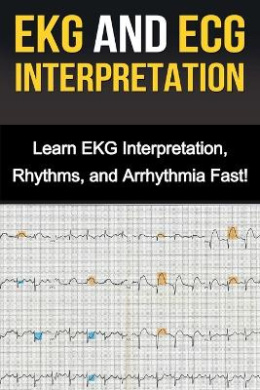 EKG AND ECG
INTERPRETATION
Learn EKG Interpretation,
Rhythms, and Arrhythmia Fast!